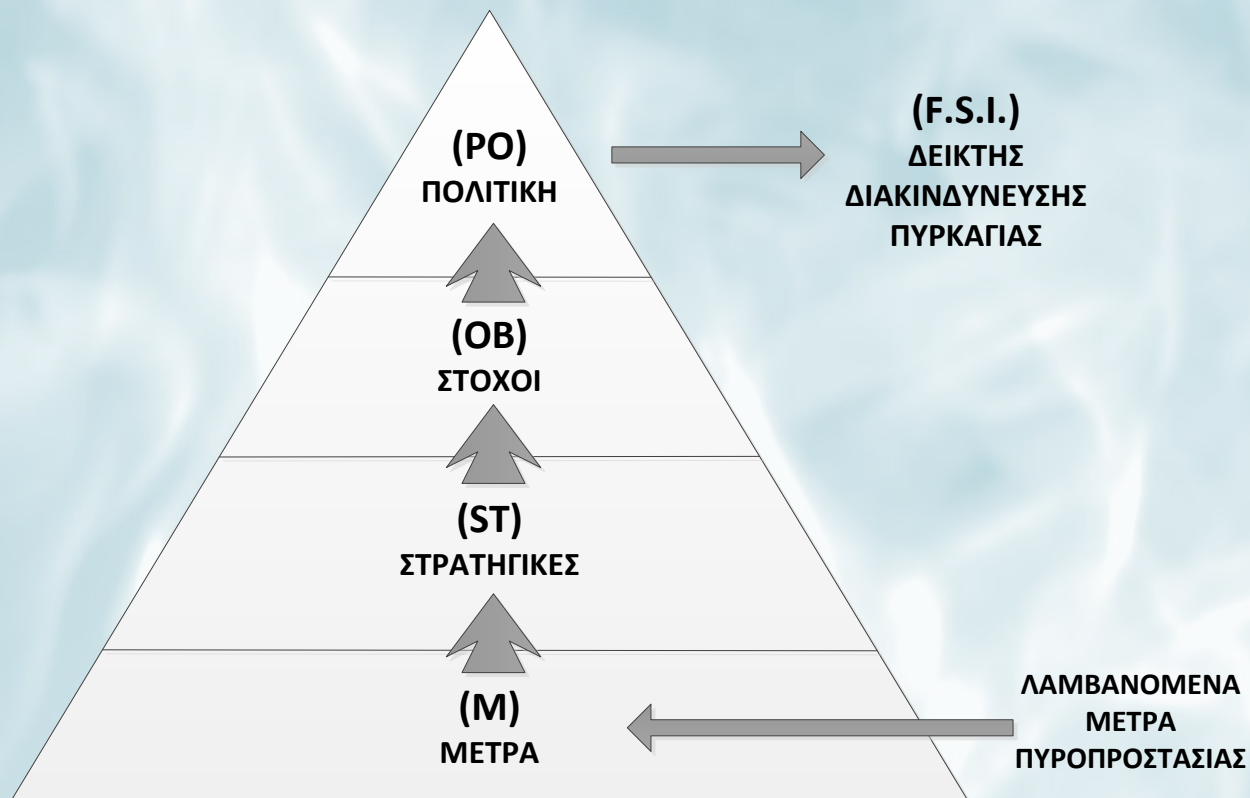 (PO)
ΠΟΛΙΤΙΚΗ
(F.S.I.)
ΔΕΙΚΤΗΣ
ΔΙΑΚΙΝΔΥΝΕΥΣΗΣ
ΠΥΡΚΑΓΙΑΣ
(OB)
ΣΤΟΧΟΙ
(ST)
ΣΤΡΑΤΗΓΙΚΕΣ
(M)
ΜΕΤΡΑ
ΛΑΜΒΑΝΟΜΕΝΑ
ΜΕΤΡΑ
ΠΥΡΟΠΡΟΣΤΑΣΙΑΣ